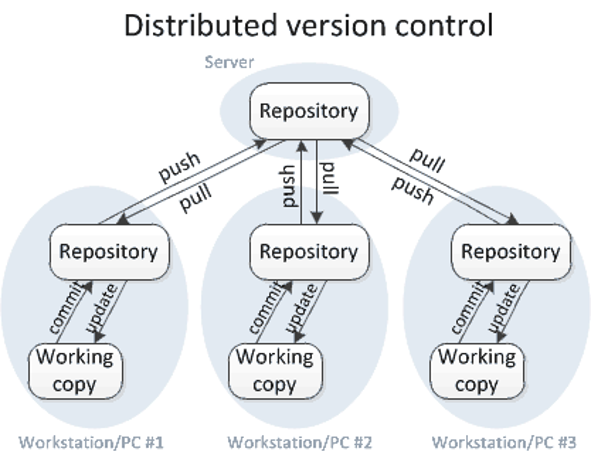 Distributed version control
Server
Repository
push
pull
push
pull
pull
push
Repository
Repository
Repository
commit
update
commit
update
commit
update
Working
copy
Working
copy
Working
copy
Workstation/PC #1
Workstation/PC #2
Workstation/PC #3